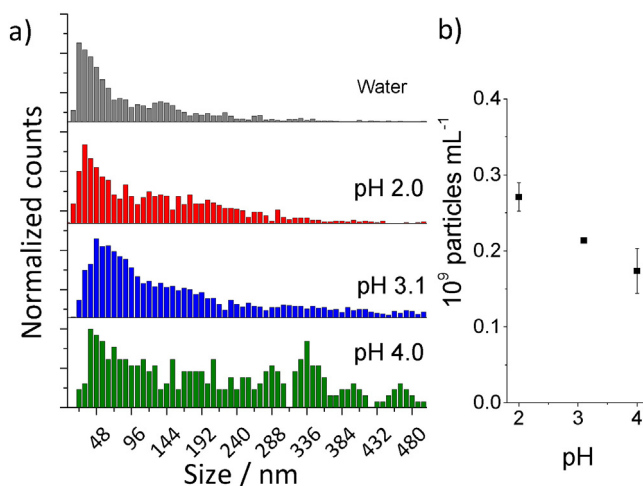 a)
Normalized counts
Water
pH 2.0
pH 3.1
pH 4.0
48 96 144 192 240 288 336 384 432 480
Size / nm
b)
10⁹ particles mL⁻¹
0.4
0.3
0.2
0.1
0.0
2 3 4
pH